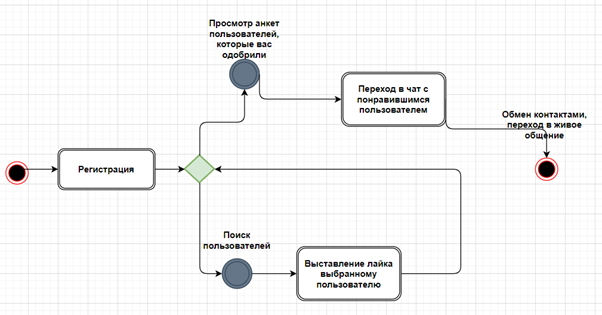 Просмотр анкет
пользователей,
которые вас
одобрили
Переход в чат с
понравившимся
пользователем
Обмен контактами,
переход в живое
общение
Регистрация
Поиск
пользователей
Выставление лайка
выбранному
пользователю